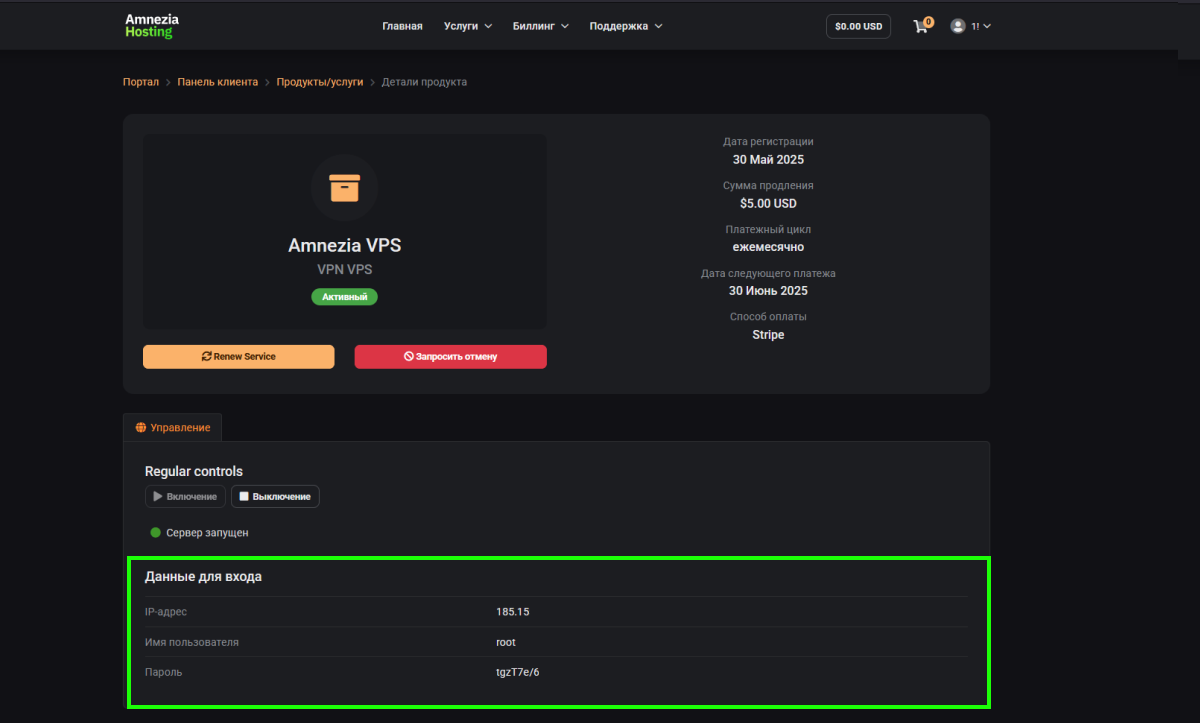 Amnezia
Hosting
Главная Услуги Биллинг Поддержка $0.00 USD 0 1!
Портал > Панель клиента > Продукты/услуги > Детали продукта
Amnezia VPS
VPN VPS
Активный
Renew Service Запросить отмену
Дата регистрации
30 Май 2025
Сумма продления
$5.00 USD
Платежный цикл
ежемесячно
Дата следующего платежа
30 Июнь 2025
Способ оплаты
Stripe
Управление
Regular controls
Включение Выключение
Сервер запущен
Данные для входа
IP-адрес 185.15
Имя пользователя root
Пароль tgzT7e/6